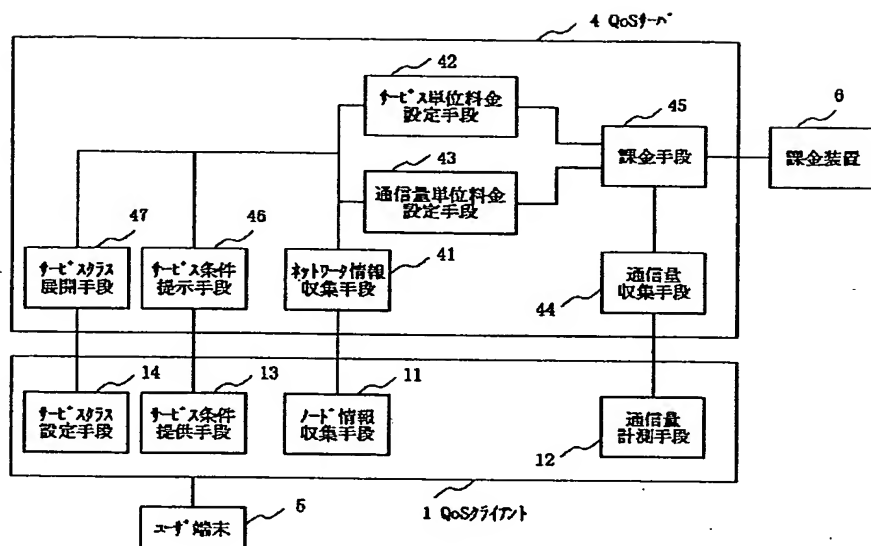 4 QoSｻｰﾊﾞ
42
ｻｰﾋﾞｽ単位料金
設定手段
45
課金手段
6
課金装置
43
通信量単位料金
設定手段
47
ｻｰﾋﾞｽｸﾗｽ
展開手段
46
ｻｰﾋﾞｽ条件
提示手段
41
ﾈｯﾄﾜｰｸ情報
収集手段
44
通信量
収集手段
14
ｻｰﾋﾞｽｸﾗｽ
設定手段
13
ｻｰﾋﾞｽ条件
提供手段
11
ﾉｰﾄﾞ情報
収集手段
12
通信量
計測手段
5
ﾕｰｻﾞ端末
1 QoSｸﾗｲｱﾝﾄ